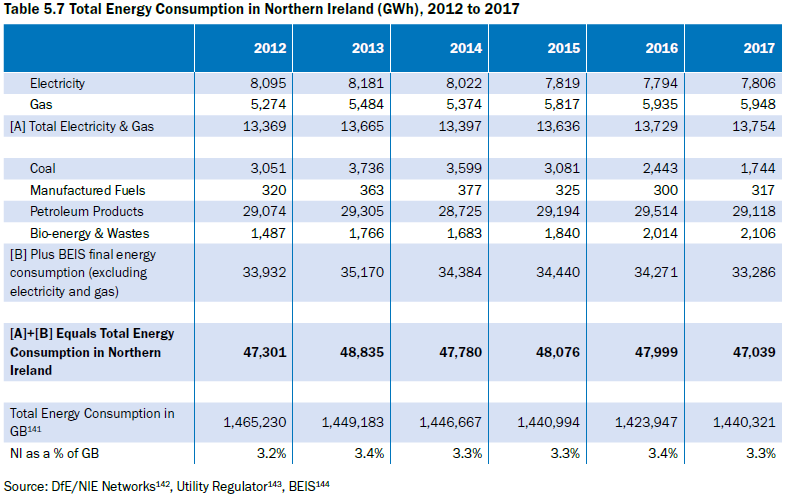 Table 5.7 Total Energy Consumption in Northern Ireland (GWh), 2012 to 2017
2012 2013 2014 2015 2016 2017
Electricity 8,095 8,181 8,022 7,819 7,794 7,806
Gas 5,274 5,484 5,374 5,817 5,935 5,948
[A] Total Electricity & Gas 13,369 13,665 13,397 13,636 13,729 13,754
Coal 3,051 3,736 3,599 3,081 2,443 1,744
Manufactured Fuels 320 363 377 325 300 317
Petroleum Products 29,074 29,305 28,725 29,194 29,514 29,118
Bio-energy & Wastes 1,487 1,766 1,683 1,840 2,014 2,106
[B] Plus BEIS final energy
consumption (excluding 33,932 35,170 34,384 34,440 34,271 33,286
electricity and gas)
[A]+[B] Equals Total Energy
Consumption in Northern 47,301 48,835 47,780 48,076 47,999 47,039
Ireland
Total Energy Consumption in
GB¹⁴¹ 1,465,230 1,449,183 1,446,667 1,440,994 1,423,947 1,440,321
NI as a % of GB 3.2% 3.4% 3.3% 3.3% 3.4% 3.3%
Source: DfE/NIE Networks¹⁴², Utility Regulator¹⁴³, BEIS¹⁴⁴